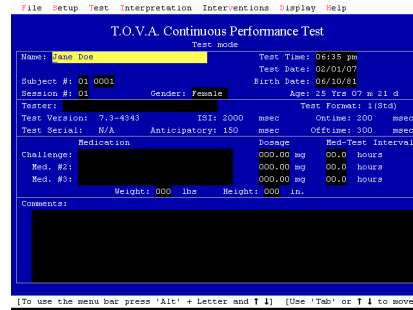 File Setup Test Interpretation Interventions Display Help
T.O.V.A. Continuous Performance Test
Test mode
Name: Jane Doe Test Time: 06:35 pm
Test Date: 02/01/07
Subject #: 01 0001 Birth Date: 06/10/81
Session #: 01 Gender: Female Age: 25 Yrs 07 m 21 d
Tester: Test Format: 1(Std)
Test Version: 7.3-4343 ISI: 2000 msec Ontime: 200 msec
Test Serial: N/A Anticipatory: 150 msec Offtime: 300 msec
Medication Dosage Med-Test Interval
Challenge: 000.00 mg 00.0 hours
Med. #2: 000.00 mg 00.0 hours
Med. #3: 000.00 mg 00.0 hours
Weight: 000 lbs Height: 000 in.
Comments:
[To use the menu bar press 'Alt' + Letter and ↑ ↓] [Use 'Tab' or ↑ ↓ to move